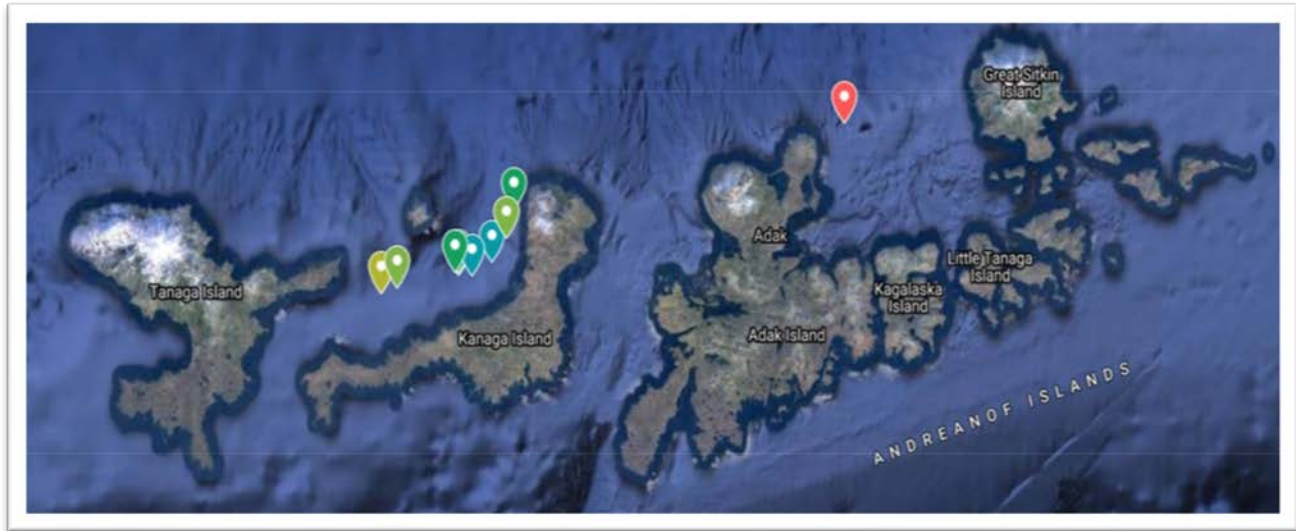 Great Sitkin
Island
Adak
Little Tanaga
Island
Tanaga Island
Kagalaska
Island
Kanaga Island
Adak Island
ANDREANOF ISLANDS